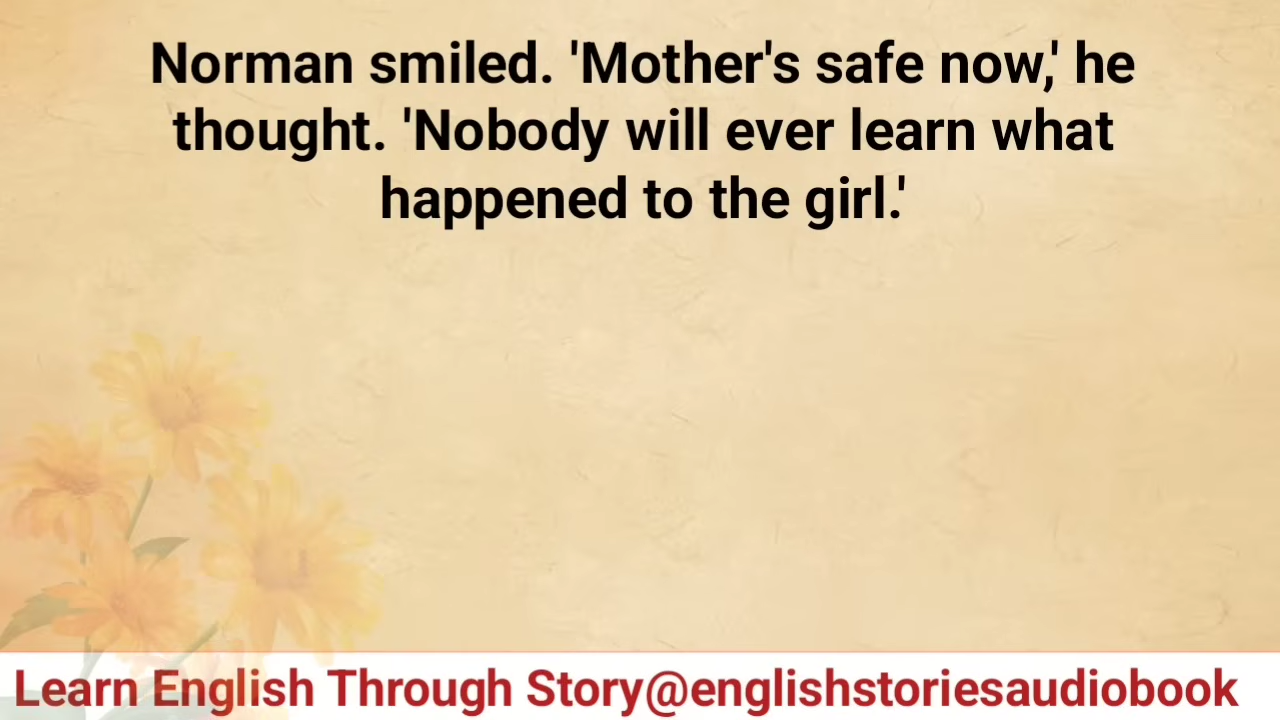 Norman smiled. 'Mother's safe now,' he
thought. 'Nobody will ever learn what
happened to the girl.'
Learn English Through Story@englishstoriesaudiobook